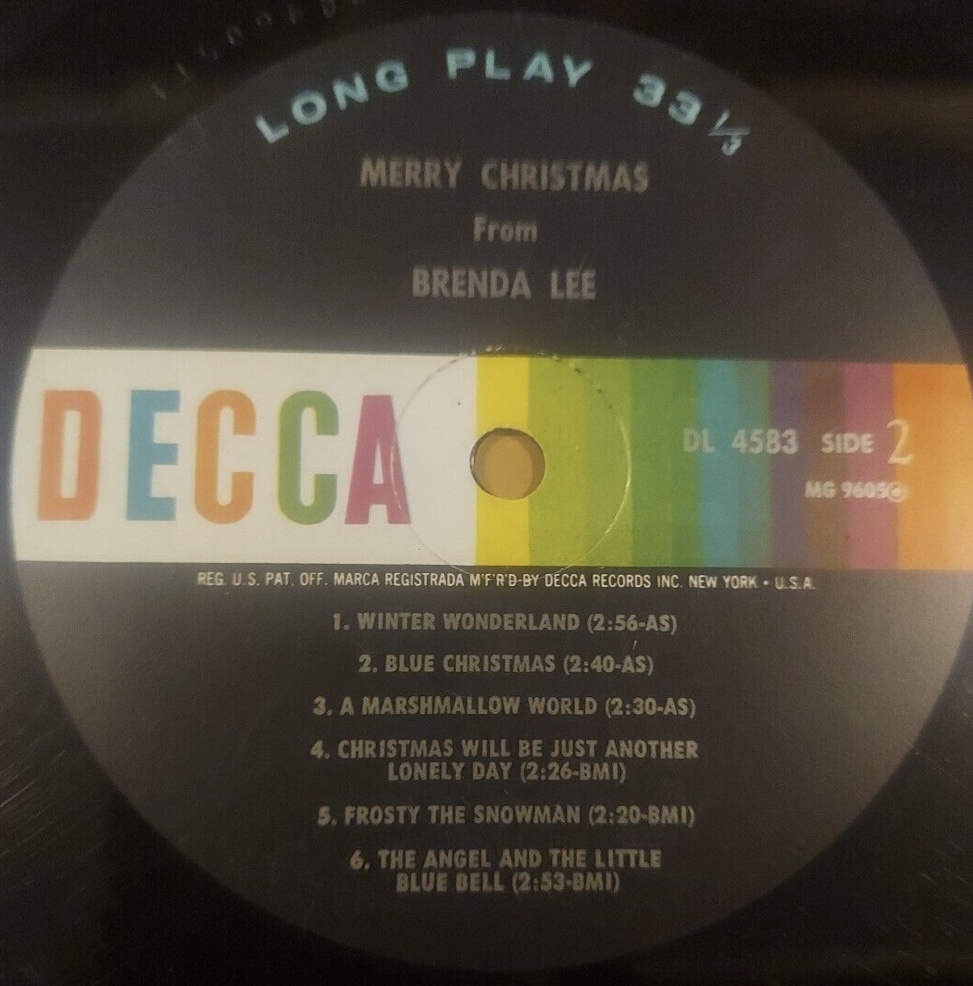 LONG PLAY 33 1/3
MERRY CHRISTMAS
From
BRENDA LEE
DECCA
DL 4583 SIDE 2
MG 9605
REG. U.S. PAT. OFF. MARCA REGISTRADA M'F'R'D-BY DECCA RECORDS INC. NEW YORK • U.S.A.
1. WINTER WONDERLAND (2:56-AS)
2. BLUE CHRISTMAS (2:40-AS)
3. A MARSHMALLOW WORLD (2:30-AS)
4. CHRISTMAS WILL BE JUST ANOTHER
LONELY DAY (2:26-BMI)
5. FROSTY THE SNOWMAN (2:20-BMI)
6. THE ANGEL AND THE LITTLE
BLUE BELL (2:53-BMI)